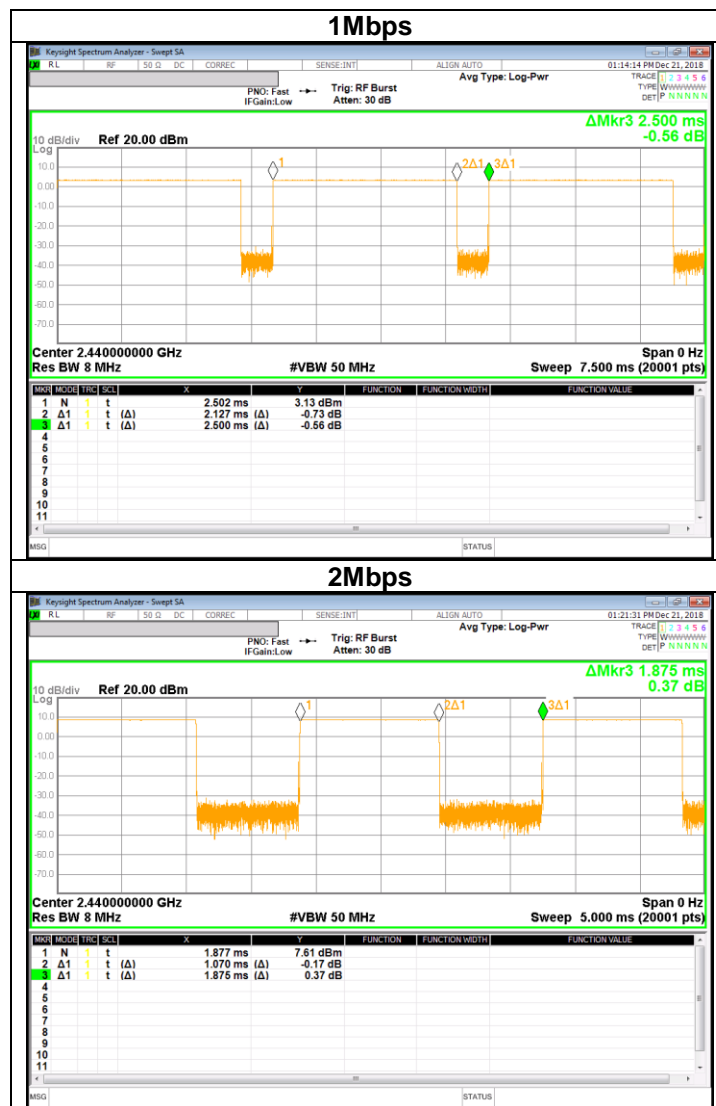 1Mbps
Keysight Spectrum Analyzer - Swept SA
LXI RL RF 50 Ω DC CORREC SENSE:INT ALIGN AUTO 01:14:14 PM Dec 21, 2018
Avg Type: Log-Pwr TRACE 1 2 3 4 5 6
PNO: Fast Trig: RF Burst TYPE WWWWWWW
IFGain:Low Atten: 30 dB DET P N N N N N
ΔMkr3 2.500 ms
10 dB/div Ref 20.00 dBm -0.56 dB
Log
1 2Δ1 3Δ1
10.0
0.00
-10.0
-20.0
-30.0
-40.0
-50.0
-60.0
-70.0
Center 2.440000000 GHz Span 0 Hz
Res BW 8 MHz #VBW 50 MHz Sweep 7.500 ms (20001 pts)
MKR MODE TRC SCL X Y FUNCTION FUNCTION WIDTH FUNCTION VALUE
1 N 1 t 2.502 ms 3.13 dBm
2 Δ1 1 t (Δ) 2.127 ms (Δ) -0.73 dB
3 Δ1 1 t (Δ) 2.500 ms (Δ) -0.56 dB
4
5
6
7
8
9
10
11
MSG STATUS
2Mbps
Keysight Spectrum Analyzer - Swept SA
LXI RL RF 50 Ω DC CORREC SENSE:INT ALIGN AUTO 01:21:31 PM Dec 21, 2018
Avg Type: Log-Pwr TRACE 1 2 3 4 5 6
PNO: Fast Trig: RF Burst TYPE WWWWWWW
IFGain:Low Atten: 30 dB DET P N N N N N
ΔMkr3 1.875 ms
10 dB/div Ref 20.00 dBm 0.37 dB
Log
1 2Δ1 3Δ1
10.0
0.00
-10.0
-20.0
-30.0
-40.0
-50.0
-60.0
-70.0
Center 2.440000000 GHz Span 0 Hz
Res BW 8 MHz #VBW 50 MHz Sweep 5.000 ms (20001 pts)
MKR MODE TRC SCL X Y FUNCTION FUNCTION WIDTH FUNCTION VALUE
1 N 1 t 1.877 ms 7.61 dBm
2 Δ1 1 t (Δ) 1.070 ms (Δ) -0.17 dB
3 Δ1 1 t (Δ) 1.875 ms (Δ) 0.37 dB
4
5
6
7
8
9
10
11
MSG STATUS